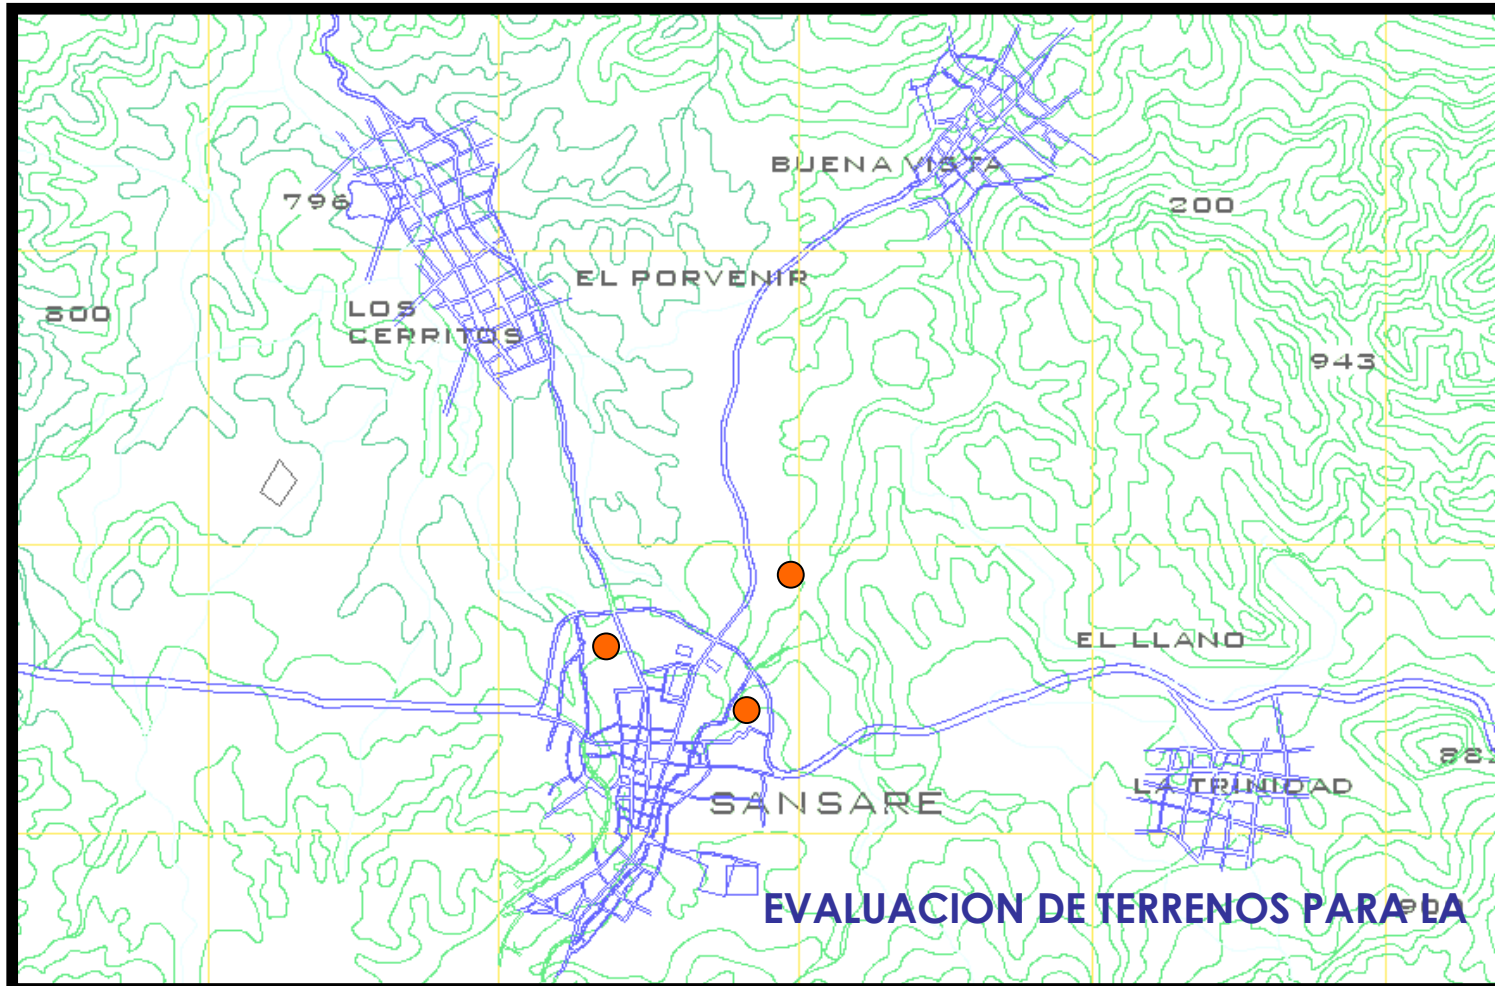 BUENA VISTA
796
200
EL PORVENIR
800
LOS
CERRITOS
943
EL LLANO
LA TRINIDAD
SANSARE
EVALUACION DE TERRENOS PARA LA